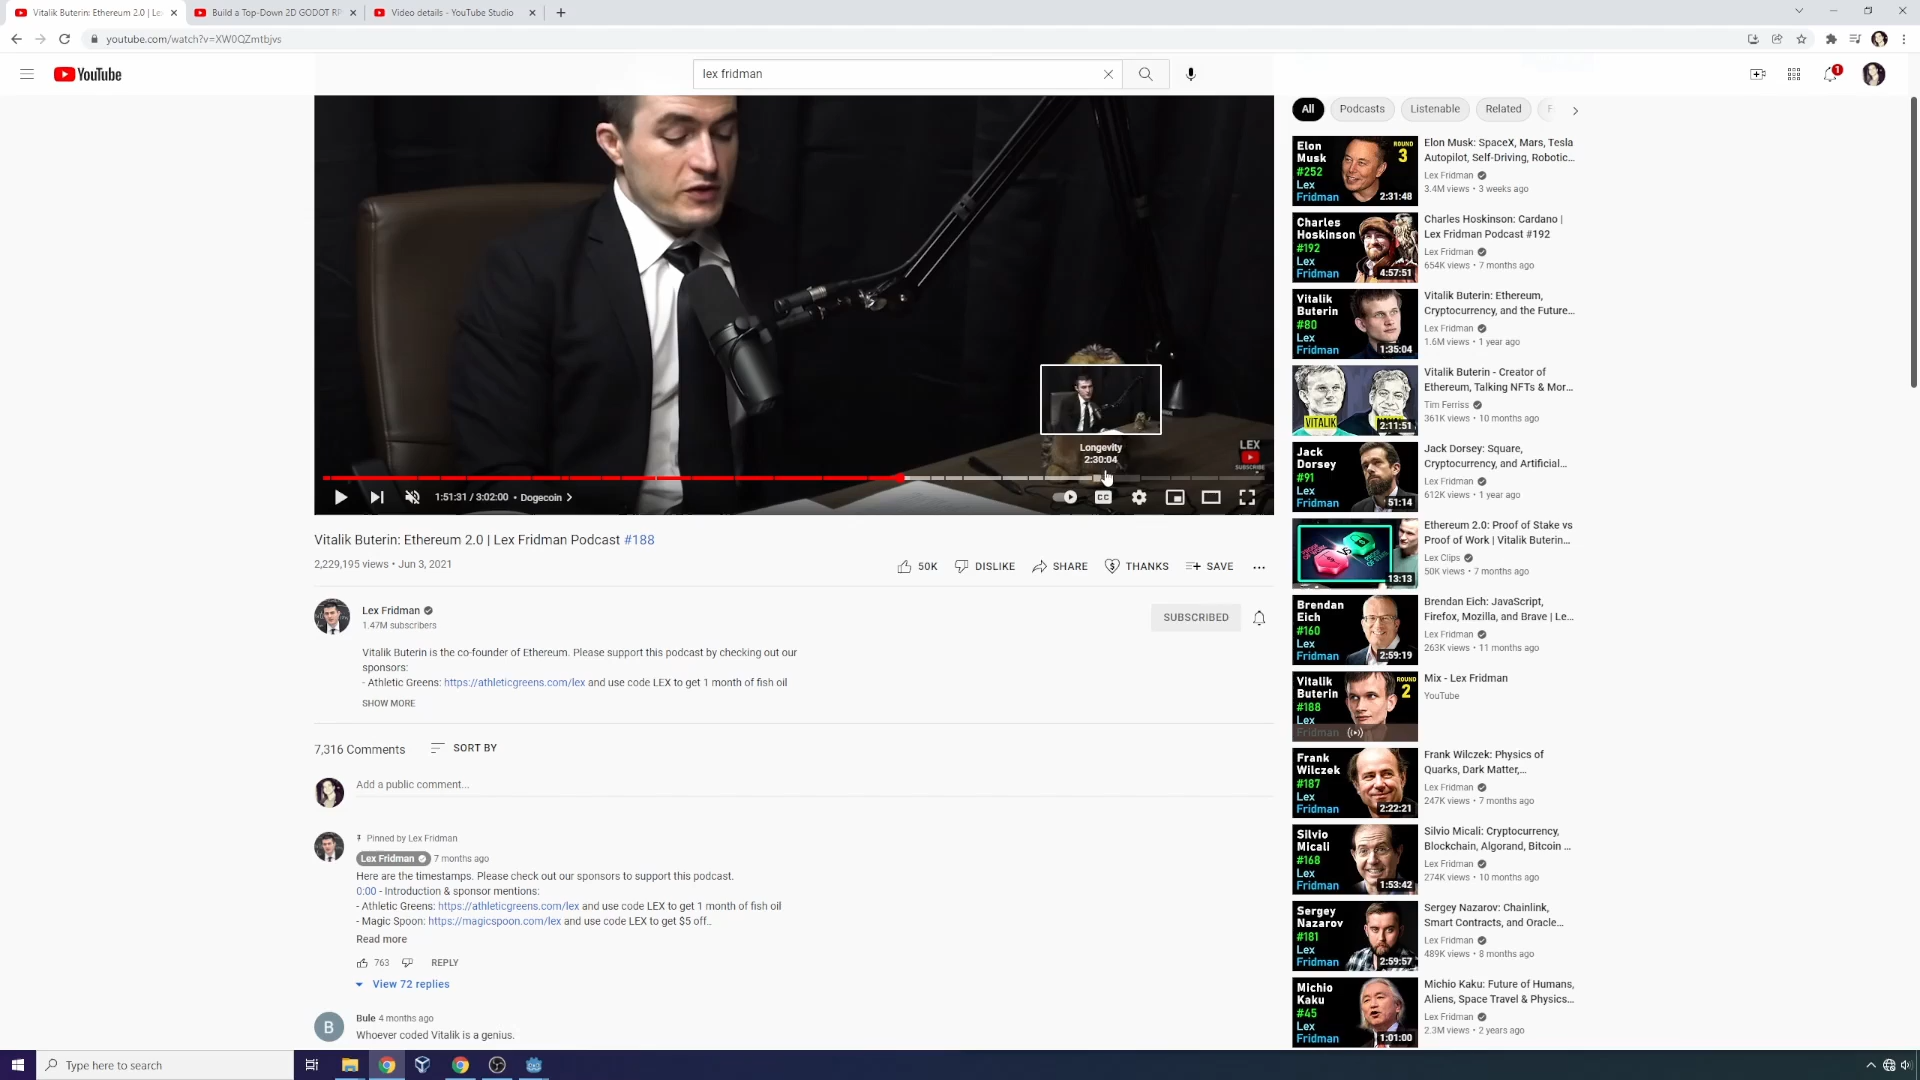 Vitalik Buterin: Ethereum 2.0 | Le
Build a Top-Down 2D GODOT RP
Video details - YouTube Studio
youtube.com/watch?v=XW0QZmtbjvs
YouTube
lex fridman
1
Longevity
2:30:04
LEX
SUBSCRIBE
1:51:31 / 3:02:00 • Dogecoin
CC
Vitalik Buterin: Ethereum 2.0 | Lex Fridman Podcast #188
2,229,195 views • Jun 3, 2021
50K
DISLIKE
SHARE
THANKS
SAVE
Lex Fridman
1.47M subscribers
SUBSCRIBED
Vitalik Buterin is the co-founder of Ethereum. Please support this podcast by checking out our
sponsors:
- Athletic Greens: https://athleticgreens.com/lex and use code LEX to get 1 month of fish oil
SHOW MORE
7,316 Comments
SORT BY
Add a public comment...
Pinned by Lex Fridman
Lex Fridman 7 months ago
Here are the timestamps. Please check out our sponsors to support this podcast.
0:00 - Introduction & sponsor mentions:
- Athletic Greens: https://athleticgreens.com/lex and use code LEX to get 1 month of fish oil
- Magic Spoon: https://magicspoon.com/lex and use code LEX to get $5 off..
Read more
763
REPLY
View 72 replies
B
Bule 4 months ago
Whoever coded Vitalik is a genius.
All
Podcasts
Listenable
Related
F
Elon
Musk
#252
Lex
Fridman
ROUND
3
2:31:48
Elon Musk: SpaceX, Mars, Tesla
Autopilot, Self-Driving, Robotic...
Lex Fridman
3.4M views • 3 weeks ago
Charles
Hoskinson
#192
Lex
Fridman
4:57:51
Charles Hoskinson: Cardano |
Lex Fridman Podcast #192
Lex Fridman
654K views • 7 months ago
Vitalik
Buterin
#80
Lex
Fridman
1:35:04
Vitalik Buterin: Ethereum,
Cryptocurrency, and the Future...
Lex Fridman
1.6M views • 1 year ago
VITALIK
2:11:51
Vitalik Buterin - Creator of
Ethereum, Talking NFTs & Mor...
Tim Ferriss
361K views • 10 months ago
Jack
Dorsey
#91
Lex
Fridman
51:14
Jack Dorsey: Square,
Cryptocurrency, and Artificial...
Lex Fridman
612K views • 1 year ago
13:13
Ethereum 2.0: Proof of Stake vs
Proof of Work | Vitalik Buterin...
Lex Clips
50K views • 7 months ago
Brendan
Eich
#160
Lex
Fridman
2:59:19
Brendan Eich: JavaScript,
Firefox, Mozilla, and Brave | Le...
Lex Fridman
263K views • 11 months ago
Vitalik
Buterin
#188
Lex
Fridman
ROUND
2
Mix - Lex Fridman
YouTube
Frank
Wilczek
#187
Lex
Fridman
2:22:21
Frank Wilczek: Physics of
Quarks, Dark Matter,...
Lex Fridman
247K views • 7 months ago
Silvio
Micali
#168
Lex
Fridman
1:53:42
Silvio Micali: Cryptocurrency,
Blockchain, Algorand, Bitcoin ...
Lex Fridman
274K views • 10 months ago
Sergey
Nazarov
#181
Lex
Fridman
2:59:57
Sergey Nazarov: Chainlink,
Smart Contracts, and Oracle...
Lex Fridman
489K views • 8 months ago
Michio
Kaku
#45
Lex
Fridman
1:01:00
Michio Kaku: Future of Humans,
Aliens, Space Travel & Physics...
Lex Fridman
2.3M views • 2 years ago
Type here to search